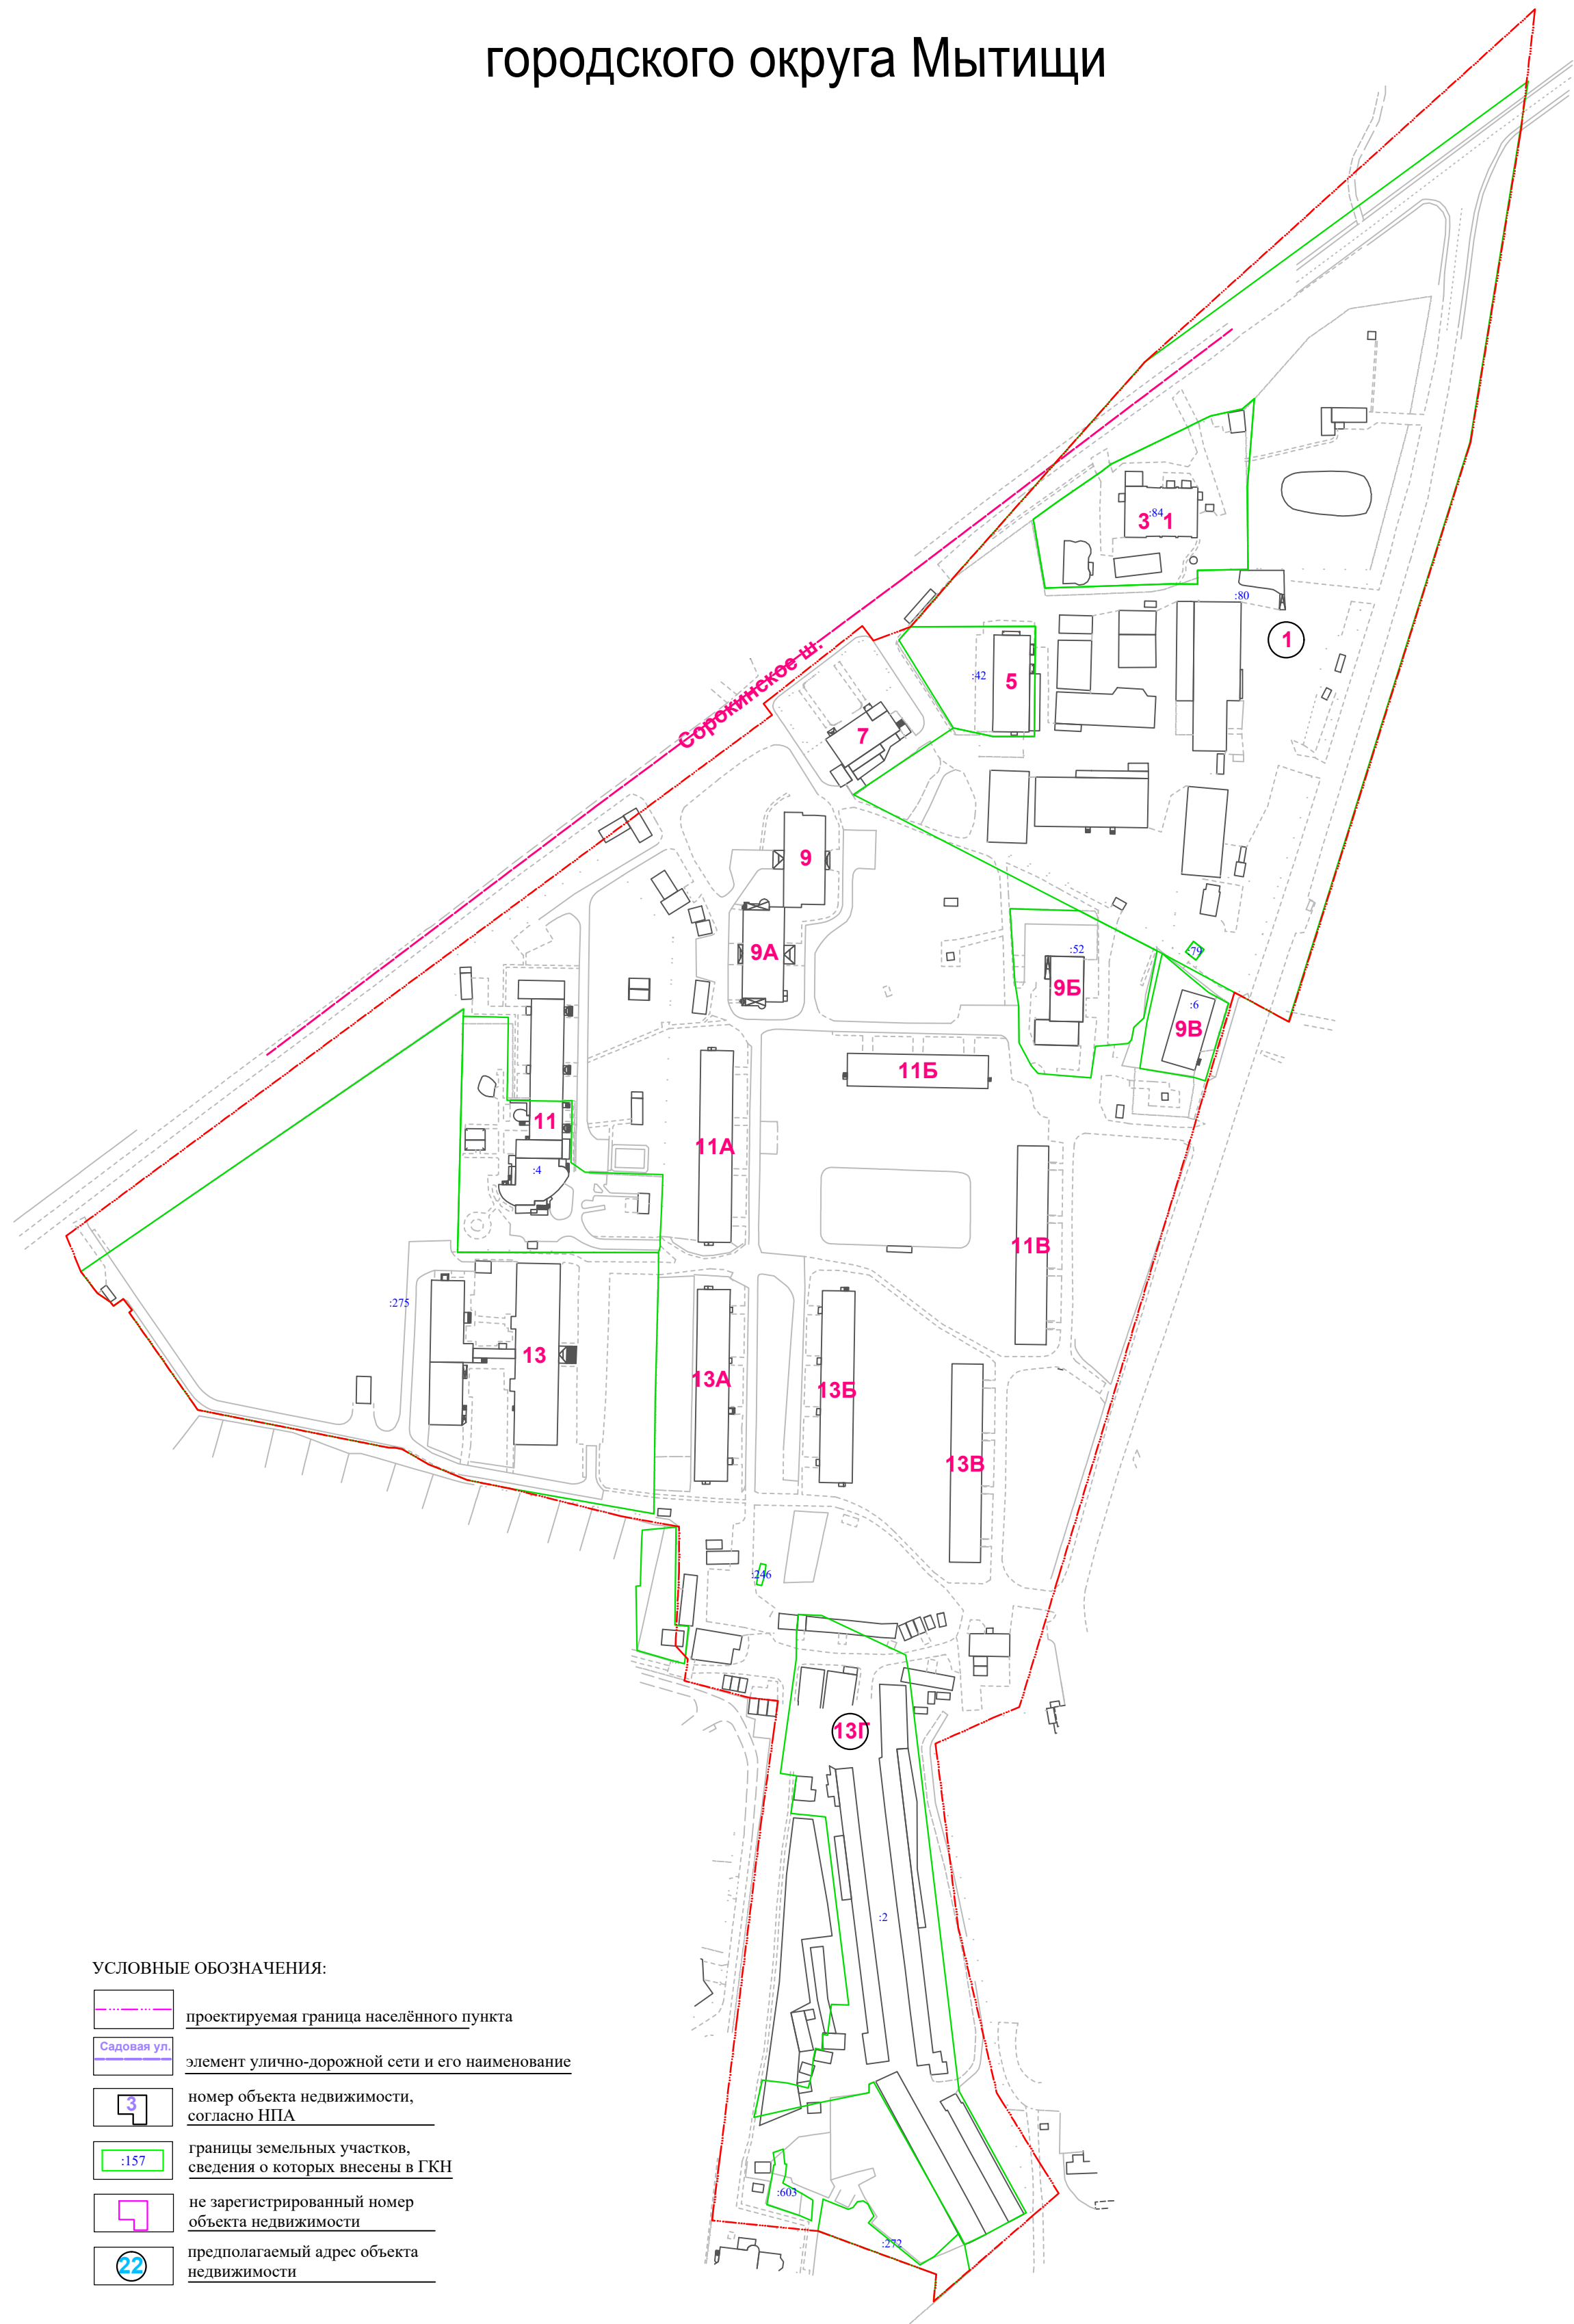 городского округа Мытищи
:84
3 1
:80
1
:42
5
Сорокинское ш.
7
9
9А
:52
9Б
:79
:6
9В
11Б
11
11А
:4
11В
:275
13
13А
13Б
13В
:246
13Г
:2
:603
:272
УСЛОВНЫЕ ОБОЗНАЧЕНИЯ:
проектируемая граница населённого пункта
Садовая ул.
элемент улично-дорожной сети и его наименование
3
номер объекта недвижимости,
согласно НПА
:157
границы земельных участков,
сведения о которых внесены в ГКН
не зарегистрированный номер
объекта недвижимости
22
предполагаемый адрес объекта
недвижимости